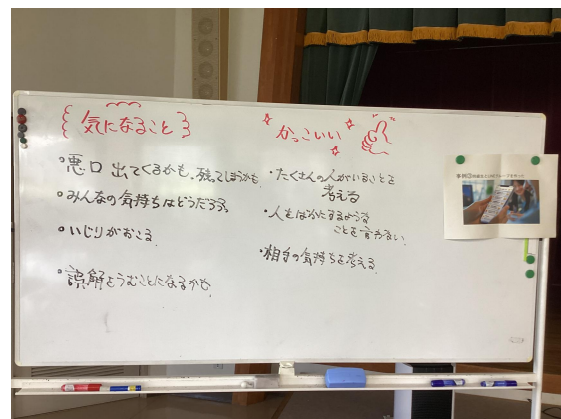 気になること
・悪口出てくるかも、残ってしまうかも
・みんなの気持ちはどうだろう。
・いじりがおこる。
・誤解をうむことになるかも
かっこいい
・たくさんの人がいることを
考える
・人をばかにするような
ことを言わない
・相手の気持ちを考える